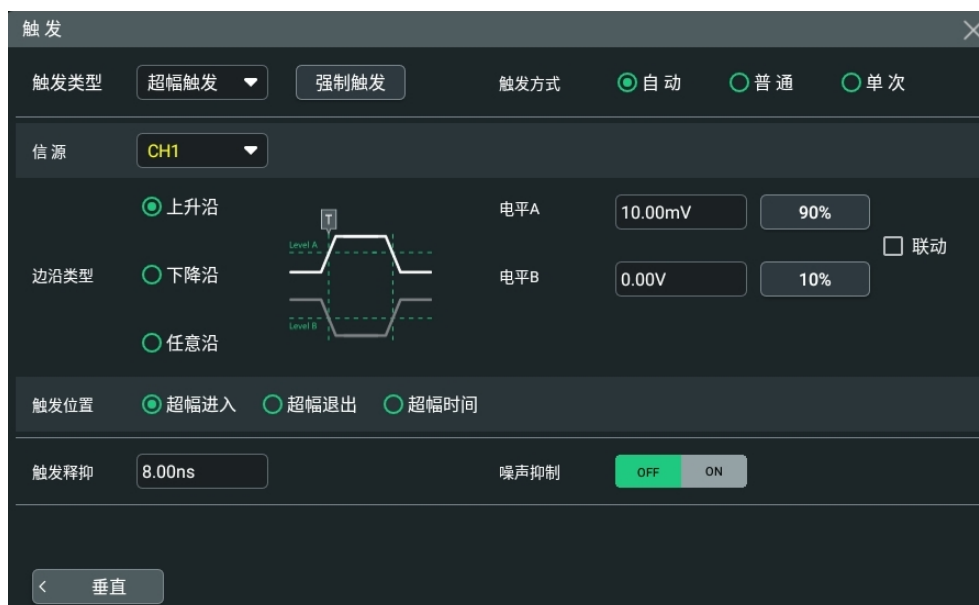 触发
触发类型 超幅触发 强制触发 触发方式 自动 普通 单次
信源 CH1
上升沿 T 电平A 10.00mV 90%
Level A 联动
边沿类型 下降沿 电平B 0.00V 10%
Level B
任意沿
触发位置 超幅进入 超幅退出 超幅时间
触发释抑 8.00ns 噪声抑制 OFF ON
垂直